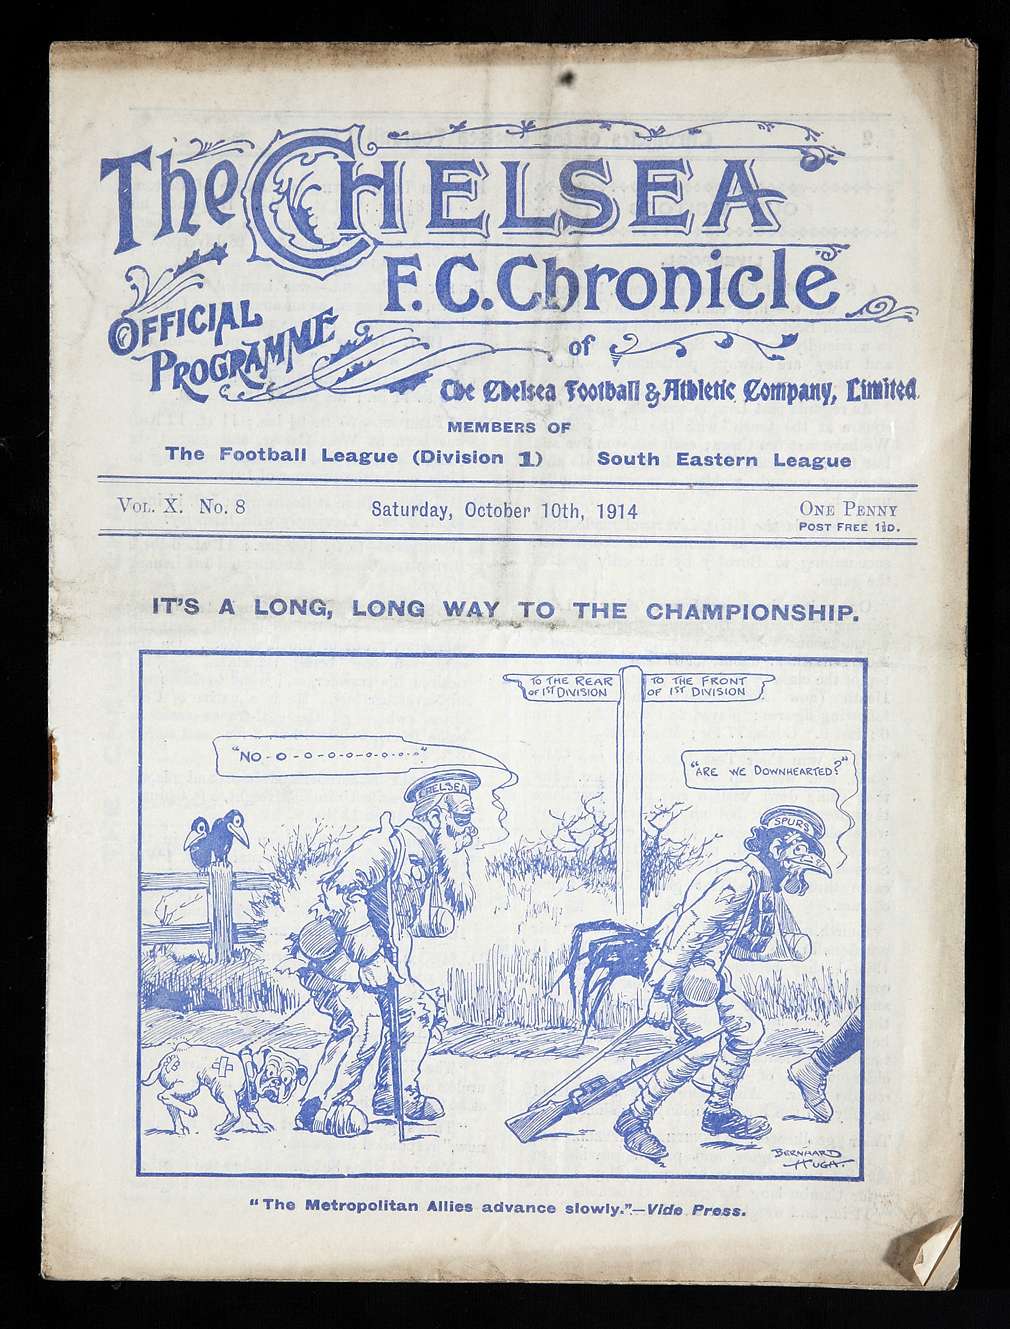 The CHELSEA
F.C. Chronicle
OFFICIAL
PROGRAMME
of
The Chelsea Football & Athletic Company, Limited.
MEMBERS OF
The Football League (Division 1) South Eastern League
VOL. X. No. 8 Saturday, October 10th, 1914 ONE PENNY
POST FREE 1½D.
IT'S A LONG, LONG WAY TO THE CHAMPIONSHIP.
TO THE REAR
OF 1ST DIVISION
TO THE FRONT
OF 1ST DIVISION
"NO-O-O-O-O-O-O-O-O-O"
"ARE WE DOWNHEARTED?"
CHELSEA
SPURS
BERNHARD
HUGH.
"The Metropolitan Allies advance slowly."—Vide Press.